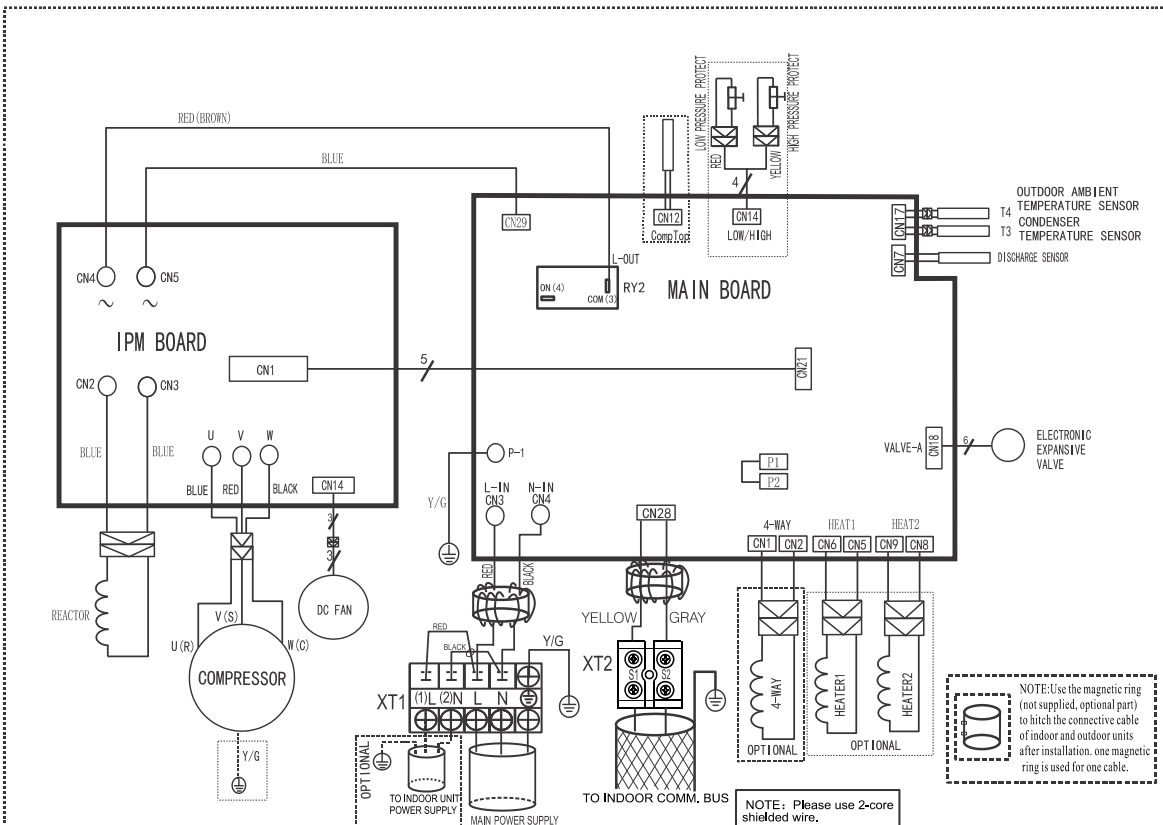 RED(BROWN)
BLUE
LOW PRESSURE PROTECT
HIGH PRESSURE PROTECT
RED
YELLOW
4
CN12
CompTop
CN14
LOW/HIGH
CN29
CN17
T4
OUTDOOR AMBIENT
TEMPERATURE SENSOR
T3
CONDENSER
TEMPERATURE SENSOR
CN7
DISCHARGE SENSOR
CN4
CN5
IPM BOARD
L-OUT
ON(4)
COM(3)
RY2
MAIN BOARD
CN1
5
CN21
CN2
CN3
BLUE
BLUE
U
V
W
BLUE
RED
BLACK
CN14
3
3
DC FAN
P-1
Y/G
L-IN
CN3
N-IN
CN4
RED
BLACK
CN28
P1
P2
VALVE-A
CN18
6
ELECTRONIC
EXPANSIVE
VALVE
4-WAY
CN1
CN2
HEAT1
CN6
CN5
HEAT2
CN9
CN8
REACTOR
V(S)
U(R)
W(C)
COMPRESSOR
Y/G
RED
BLACK
Y/G
XT1
(1)L
(2)N
L
N
OPTIONAL
TO INDOOR UNIT
POWER SUPPLY
MAIN POWER SUPPLY
YELLOW
GRAY
XT2
S1
S2
TO INDOOR COMM. BUS
4-WAY
OPTIONAL
HEATER1
HEATER2
OPTIONAL
NOTE: Please use 2-core
shielded wire.
NOTE:Use the magnetic ring
(not supplied, optional part)
to hitch the connective cable
of indoor and outdoor units
after installation. one magnetic
ring is used for one cable.